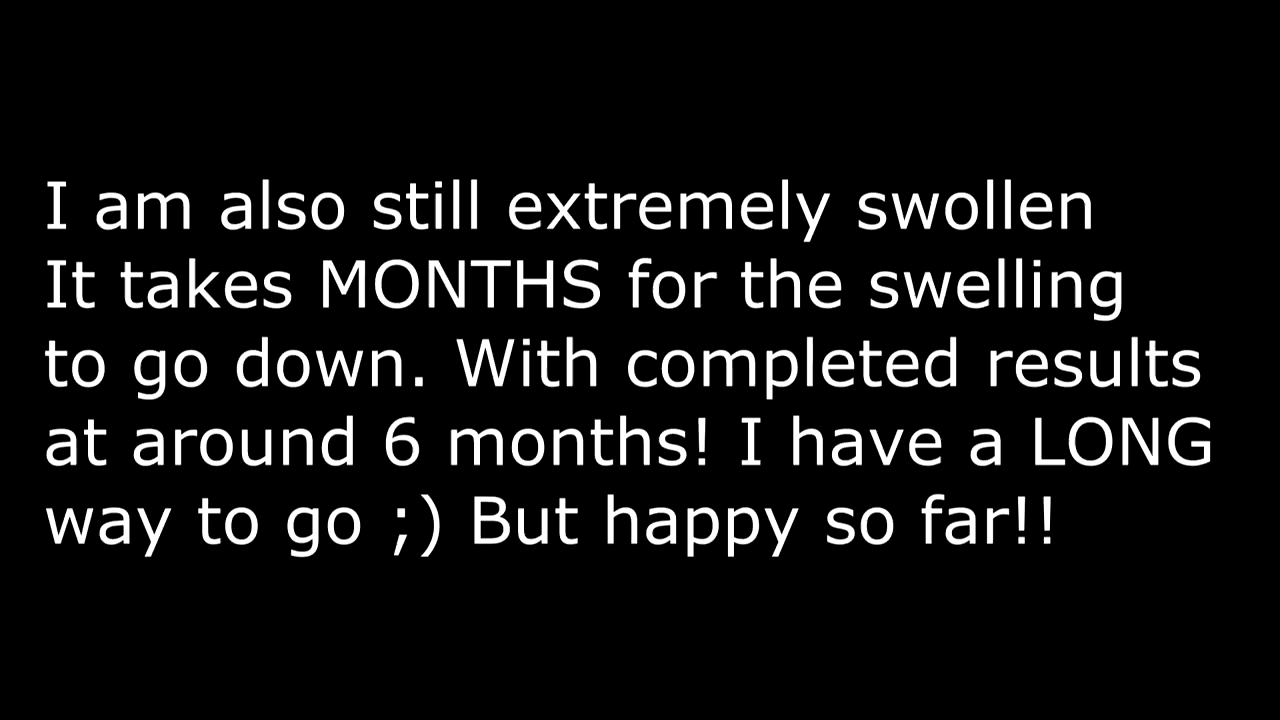 I am also still extremely swollen
It takes MONTHS for the swelling
to go down. With completed results
at around 6 months! I have a LONG
way to go ;) But happy so far!!